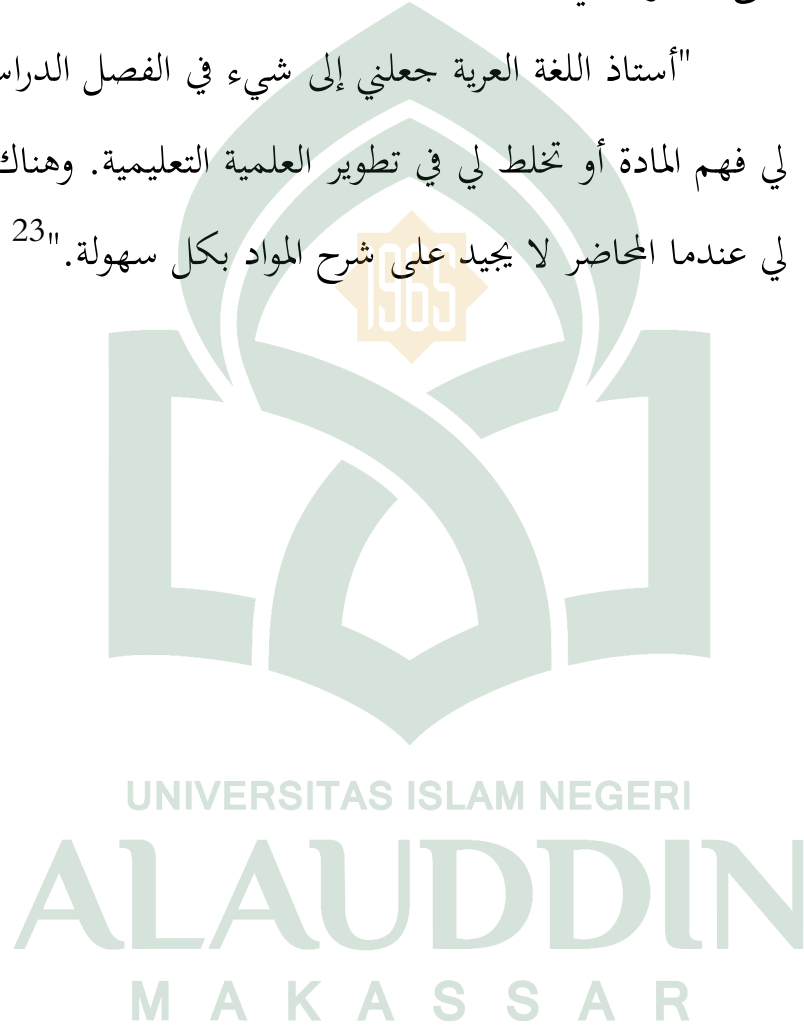 "أستاذ اللغة العرية جعلني إلى شيء في الفصل
لي فهم المادة أو تخلط لي في تطوير العلمية التعليمية. وهناك
لي عندما المحاضر لا يجيد على شرح المواد بكل سهولة."23
1965
UNIVERSITAS ISLAM NEGERI
ALAUDDIN
MAKASSAR